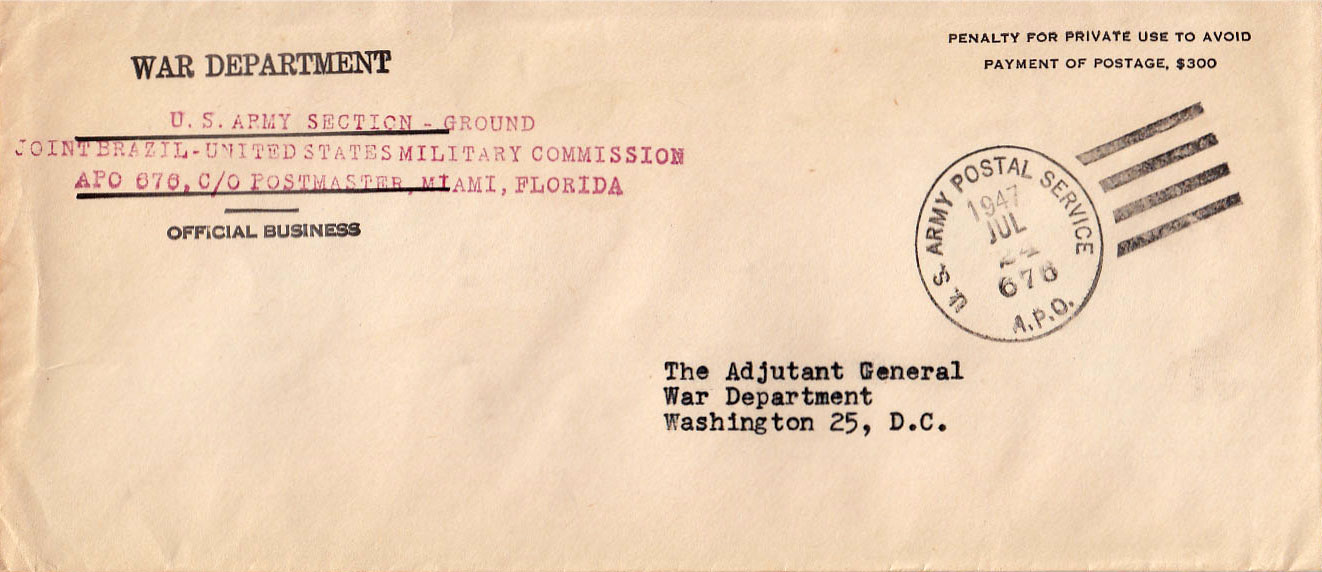 WAR DEPARTMENT
U. S. ARMY SECTION - GROUND
JOINT BRAZIL-UNITED STATES MILITARY COMMISSION
APO 676, C/O POSTMASTER, MIAMI, FLORIDA
OFFICIAL BUSINESS
PENALTY FOR PRIVATE USE TO AVOID
PAYMENT OF POSTAGE, $300
U. S. ARMY POSTAL SERVICE
1947
JUL
24
676
A.P.O.
The Adjutant General
War Department
Washington 25, D.C.